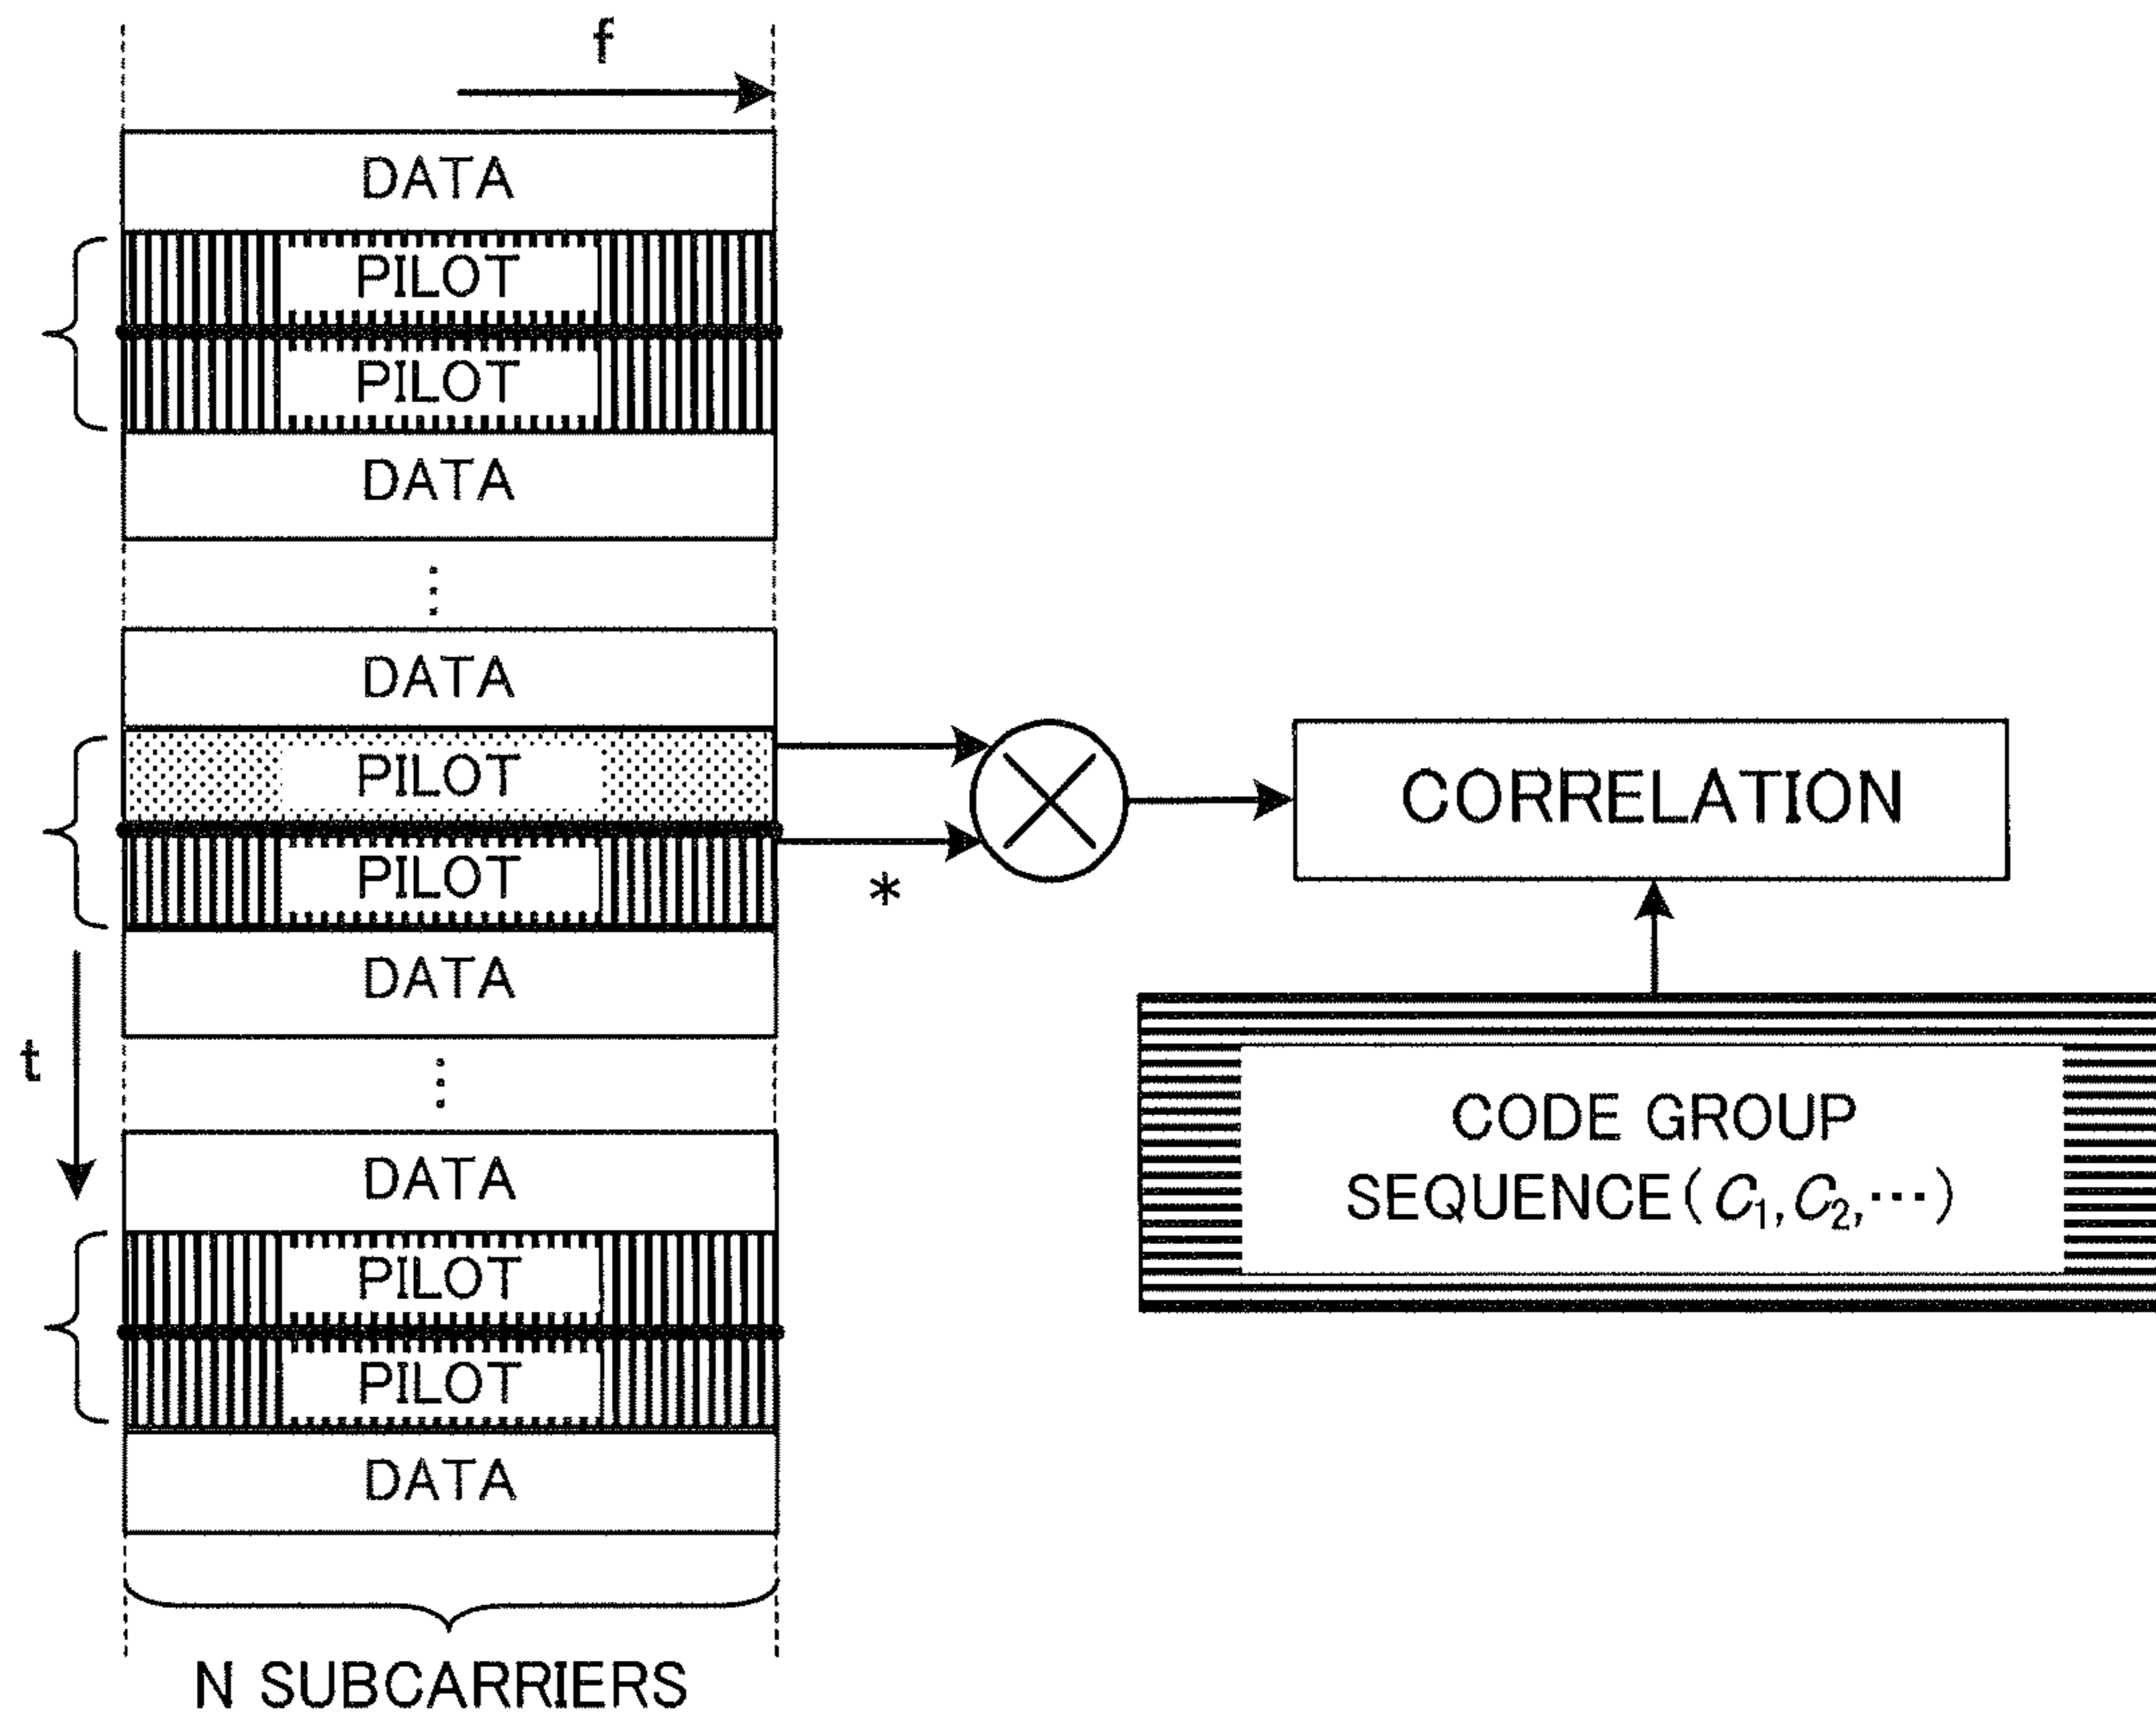 f
DATA
PILOT
PILOT
DATA
⋮
DATA
PILOT
PILOT
*
CORRELATION
DATA
t
⋮
CODE GROUP
SEQUENCE(C₁,C₂,⋯)
DATA
PILOT
PILOT
DATA
N SUBCARRIERS